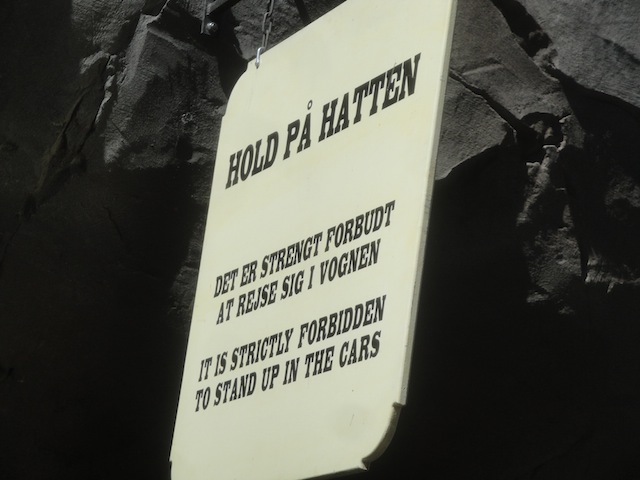 HOLD PÅ HATTEN
DET ER STRENGT FORBUDT
AT REJSE SIG I VOGNEN
IT IS STRICTLY FORBIDDEN
TO STAND UP IN THE CARS